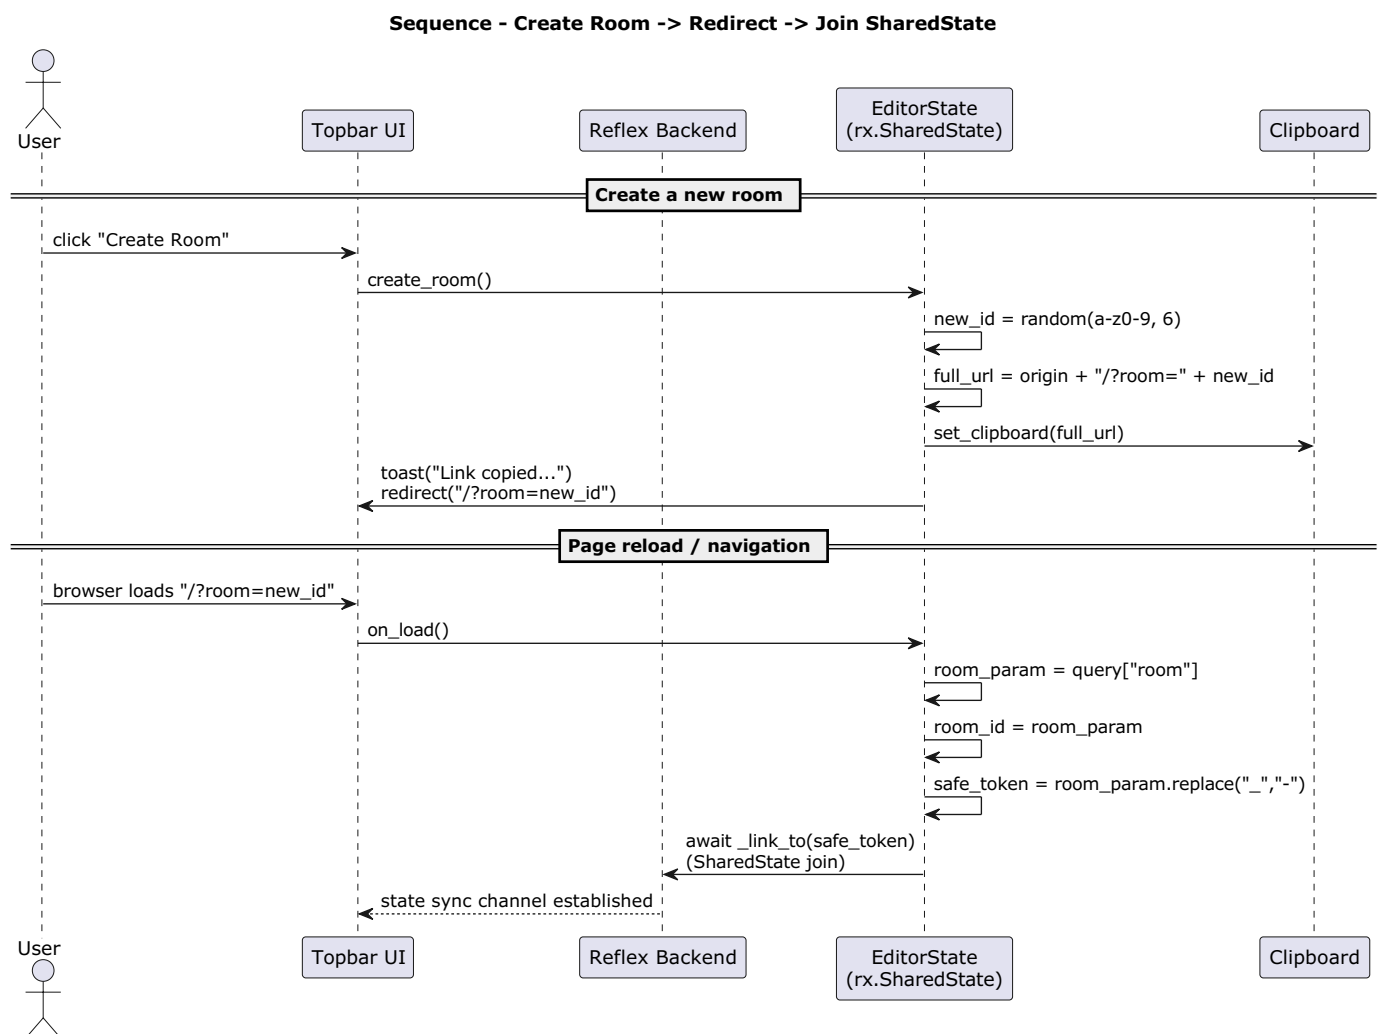 Sequence - Create Room -> Redirect -> Join SharedState
User
Topbar UI
Reflex Backend
EditorState
(rx.SharedState)
Clipboard
Create a new room
click "Create Room"
create_room()
new_id = random(a-z0-9, 6)
full_url = origin + "/?room=" + new_id
set_clipboard(full_url)
toast("Link copied...")
redirect("/?room=new_id")
Page reload / navigation
browser loads "/?room=new_id"
on_load()
room_param = query["room"]
room_id = room_param
safe_token = room_param.replace("_","-")
await _link_to(safe_token)
(SharedState join)
state sync channel established
User
Topbar UI
Reflex Backend
EditorState
(rx.SharedState)
Clipboard